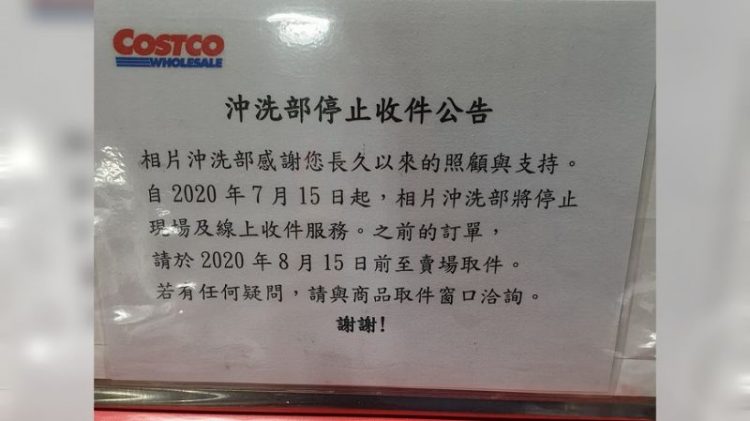 COSTCO
WHOLESALE
沖洗部停止收件公告
相片沖洗部感謝您長久以來的照顧與支持。
自 2020 年 7 月 15 日起，相片沖洗部將停止
現場及線上收件服務。之前的訂單，
請於 2020 年 8 月 15 日前至賣場取件。
若有任何疑問，請與商品取件窗口洽詢。
謝謝!